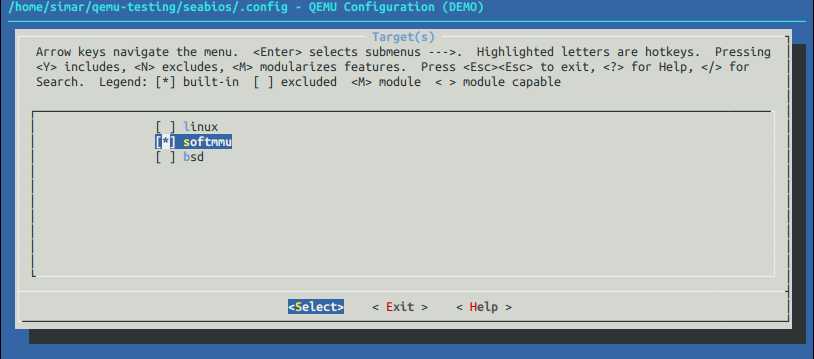 /home/simar/qemu-testing/seabios/.config - QEMU Configuration (DEMO)
Target(s)
Arrow keys navigate the menu.  <Enter> selects submenus --->.  Highlighted letters are hotkeys.  Pressing
<Y> includes, <N> excludes, <M> modularizes features.  Press <Esc><Esc> to exit, <?> for Help, </> for
Search.  Legend: [*] built-in  [ ] excluded  <M> module  < > module capable
[ ] linux
[*] softmmu
[ ] bsd
<Select>    < Exit >    < Help >